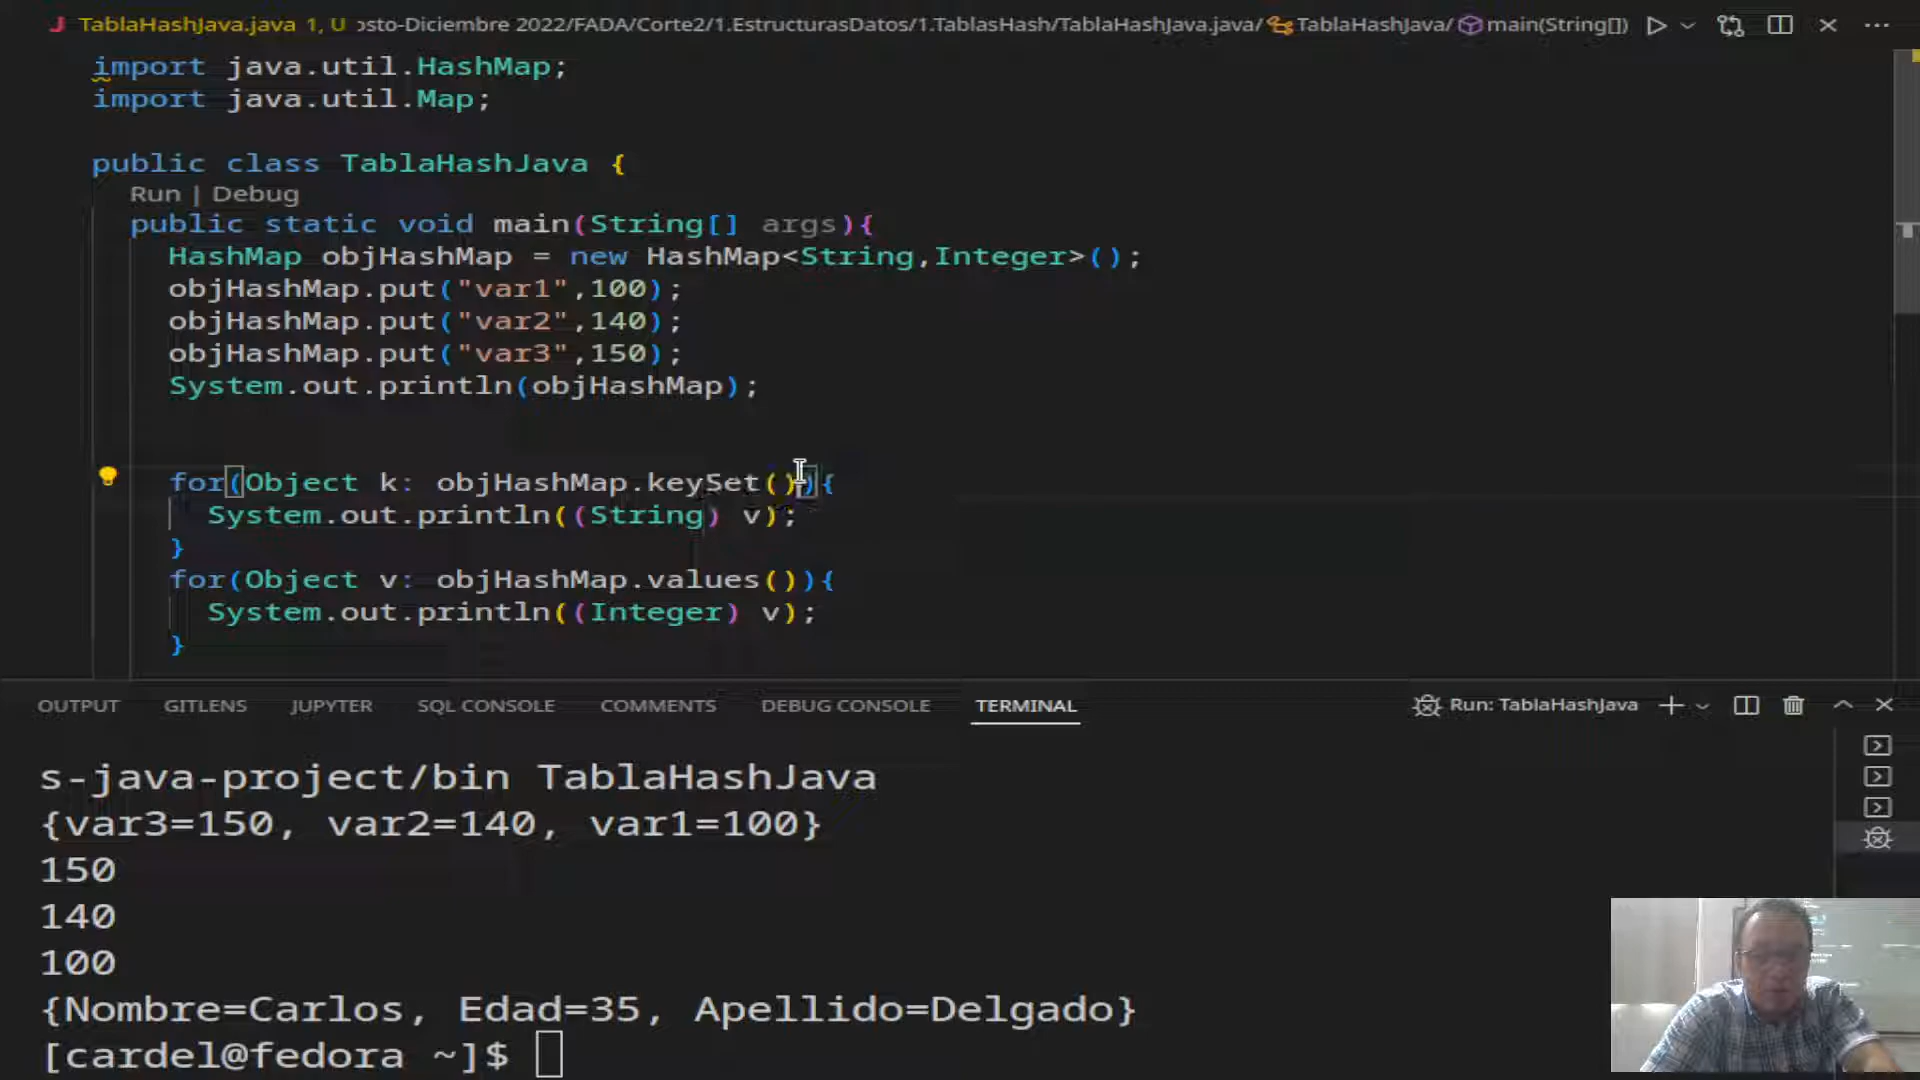 TablaHashJava.java 1, U osto-Diciembre 2022/FADA/Corte2/1.EstructurasDatos/1.TablasHash/TablaHashJava.java/ TablaHashJava/ main(String[])
import java.util.HashMap;
import java.util.Map;
public class TablaHashJava {
Run | Debug
public static void main(String[] args){
HashMap objHashMap = new HashMap<String,Integer>();
objHashMap.put("var1",100);
objHashMap.put("var2",140);
objHashMap.put("var3",150);
System.out.println(objHashMap);
for(Object k: objHashMap.keySet()){
System.out.println((String) v);
}
for(Object v: objHashMap.values()){
System.out.println((Integer) v);
}
OUTPUT GITLENS JUPYTER SQL CONSOLE COMMENTS DEBUG CONSOLE TERMINAL Run: TablaHashJava
s-java-project/bin TablaHashJava
{var3=150, var2=140, var1=100}
150
140
100
{Nombre=Carlos, Edad=35, Apellido=Delgado}
[cardel@fedora ~]$